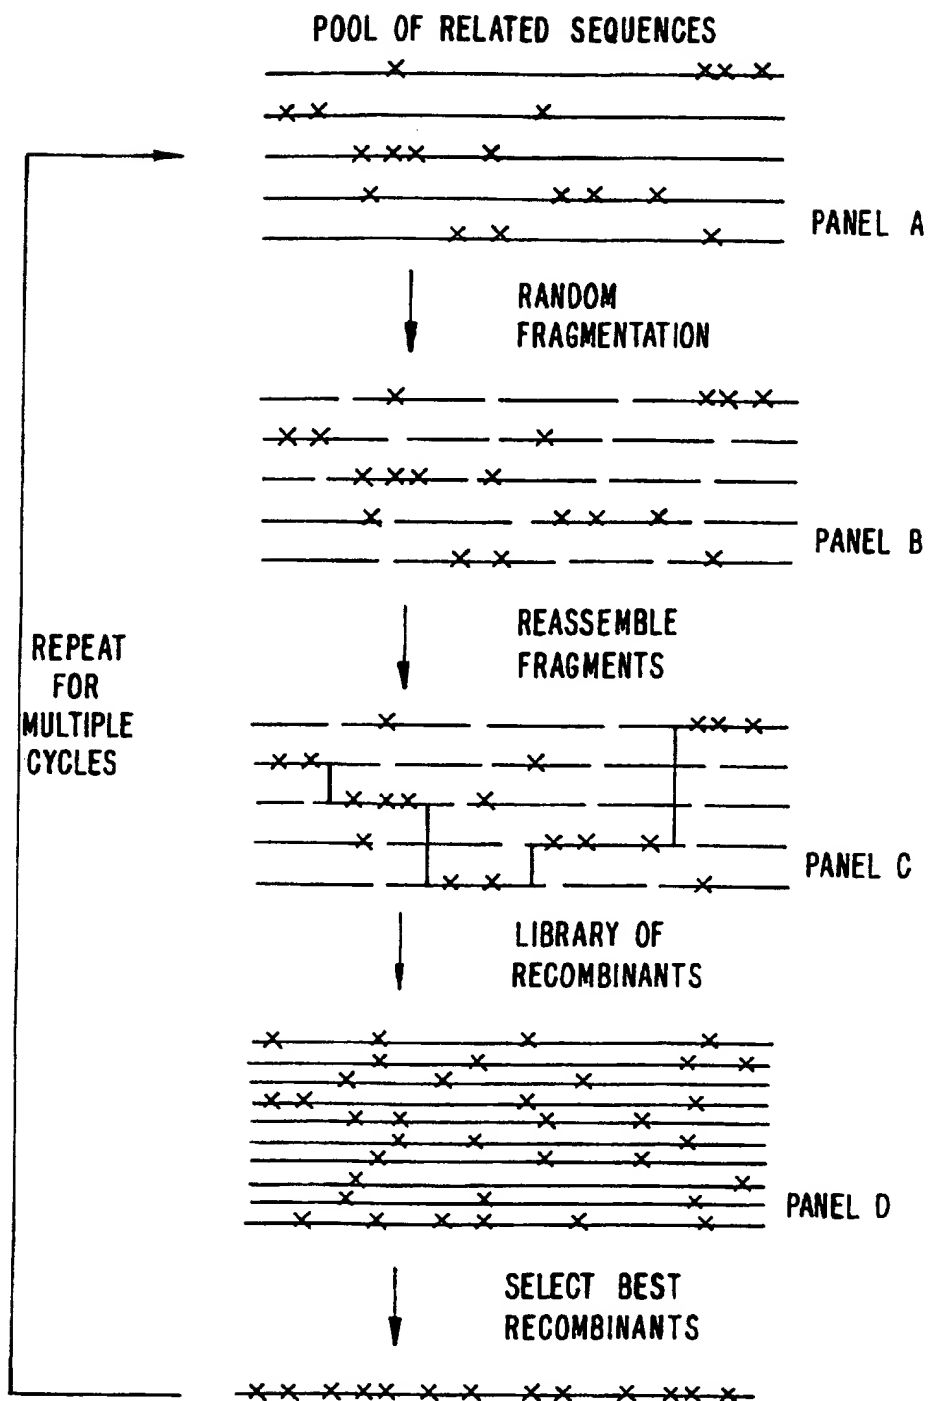 POOL OF RELATED SEQUENCES
PANEL A
RANDOM
FRAGMENTATION
PANEL B
REASSEMBLE
FRAGMENTS
REPEAT
FOR
MULTIPLE
CYCLES
PANEL C
LIBRARY OF
RECOMBINANTS
PANEL D
SELECT BEST
RECOMBINANTS